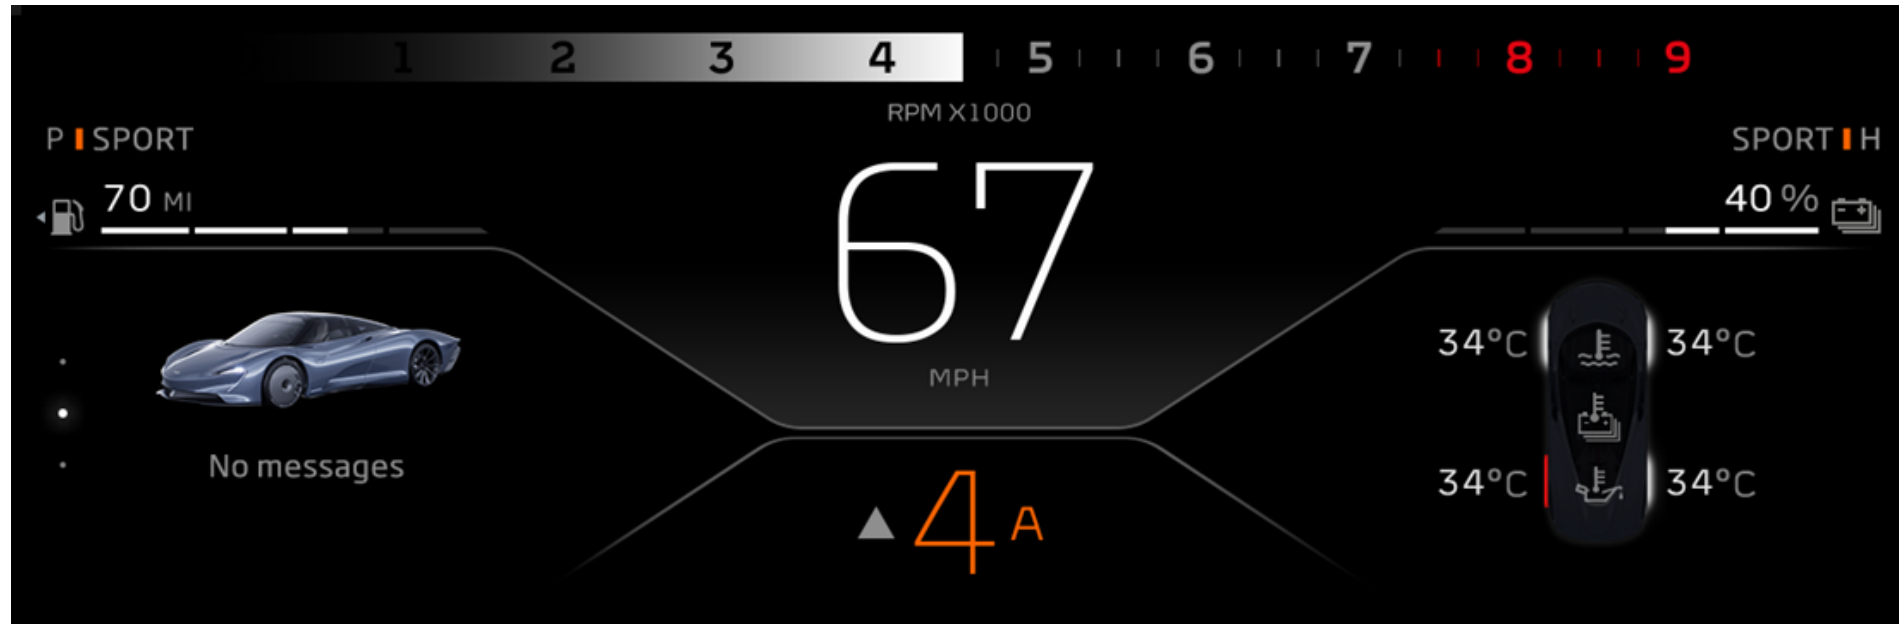 1 2 3 4 5 6 7 8 9
RPM X1000
P SPORT
SPORT H
70 MI
67
40 %
MPH
34°C 34°C
No messages
34°C 34°C
4 A